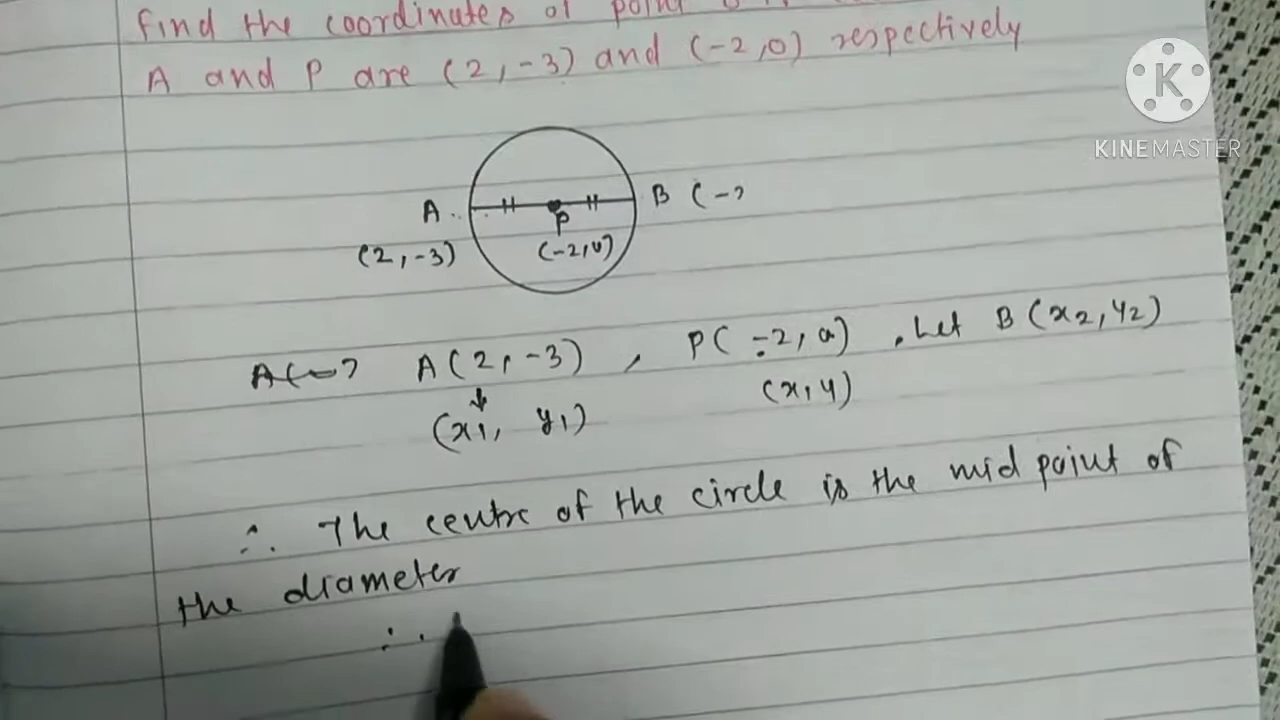 Find the coordinates of point B
A and P are (2,-3) and (-2,0) respectively
K
KINEMASTER
A
B (-
P
(2,-3)
(-2,0)
A(2,-3) , P(-2,0) , Let B(x2,y2)
(x1, y1)
(x,y)
∴ The centre of the circle is the mid point of
the diameter
∴